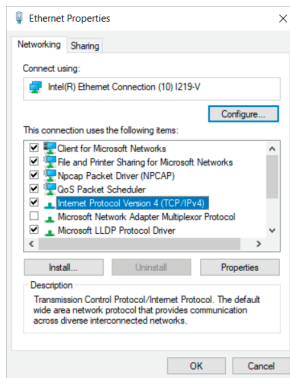 Ethernet Properties
Networking Sharing
Connect using:
Intel(R) Ethernet Connection (10) I219-V
Configure...
This connection uses the following items:
Client for Microsoft Networks
File and Printer Sharing for Microsoft Networks
Npcap Packet Driver (NPCAP)
QoS Packet Scheduler
Internet Protocol Version 4 (TCP/IPv4)
Microsoft Network Adapter Multiplexor Protocol
Microsoft LLDP Protocol Driver
Install... Uninstall Properties
Description
Transmission Control Protocol/Internet Protocol. The default
wide area network protocol that provides communication
across diverse interconnected networks.
OK Cancel